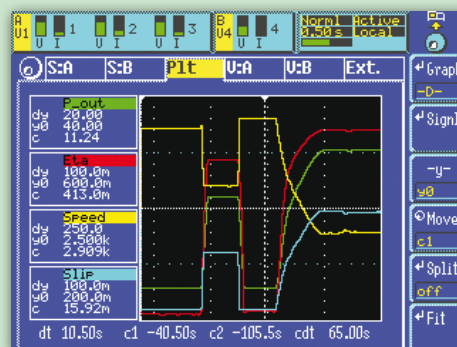 A U1 1 2 3 B U4 4 Norml Active
U I U I U I U I 0.50s Local
S:A S:B Plt V:A V:B Ext.
Graph
-D-
P_out
dy 20.00
y0 40.00
c 11.24
Signl
Eta
dy 100.0m
y0 600.0m
c 413.0m
-y-
y0
Speed
dy 250.0
y0 2.500k
c 2.909k
Move
c1
Slip
dy 100.0m
y0 200.0m
c 15.92m
Split
off
Fit
dt 10.50s c1 -40.50s c2 -105.5s cdt 65.00s